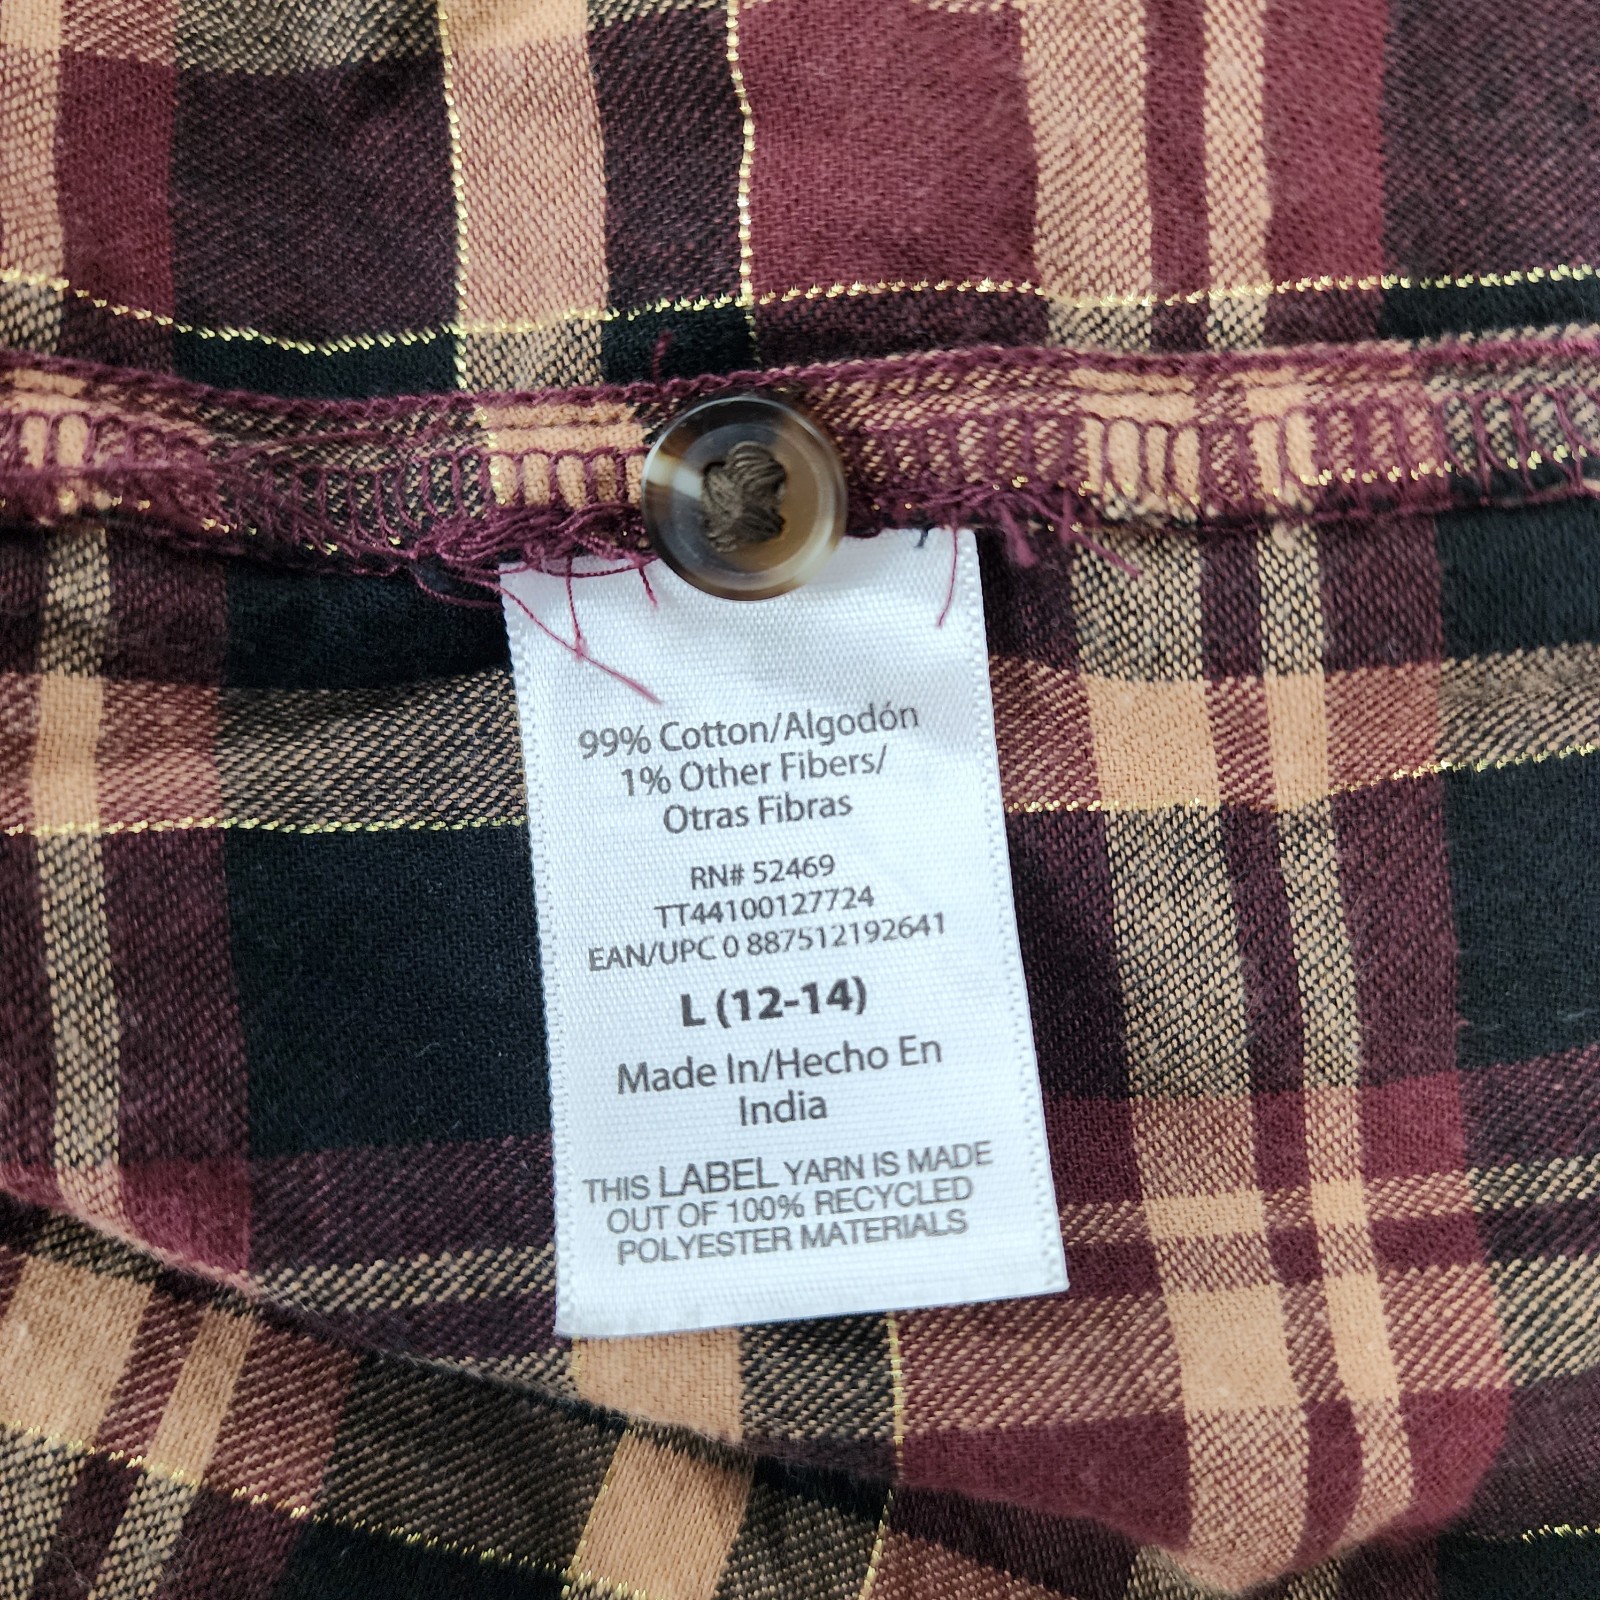 99% Cotton/Algodón
1% Other Fibers/
Otras Fibras
RN# 52469
TT44100127724
EAN/UPC 0 887512192641
L (12-14)
Made In/Hecho En
India
THIS LABEL YARN IS MADE
OUT OF 100% RECYCLED
POLYESTER MATERIALS